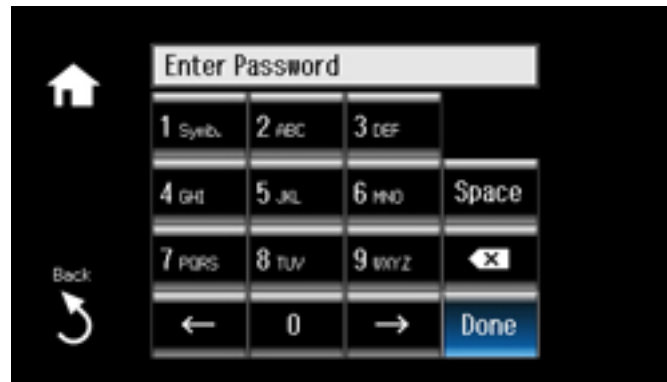 Enter Password
1 Symb. 2 ABC 3 DEF
4 GHI 5 JKL 6 MNO Space
7 PQRS 8 TUV 9 WXYZ
Back
← 0 → Done